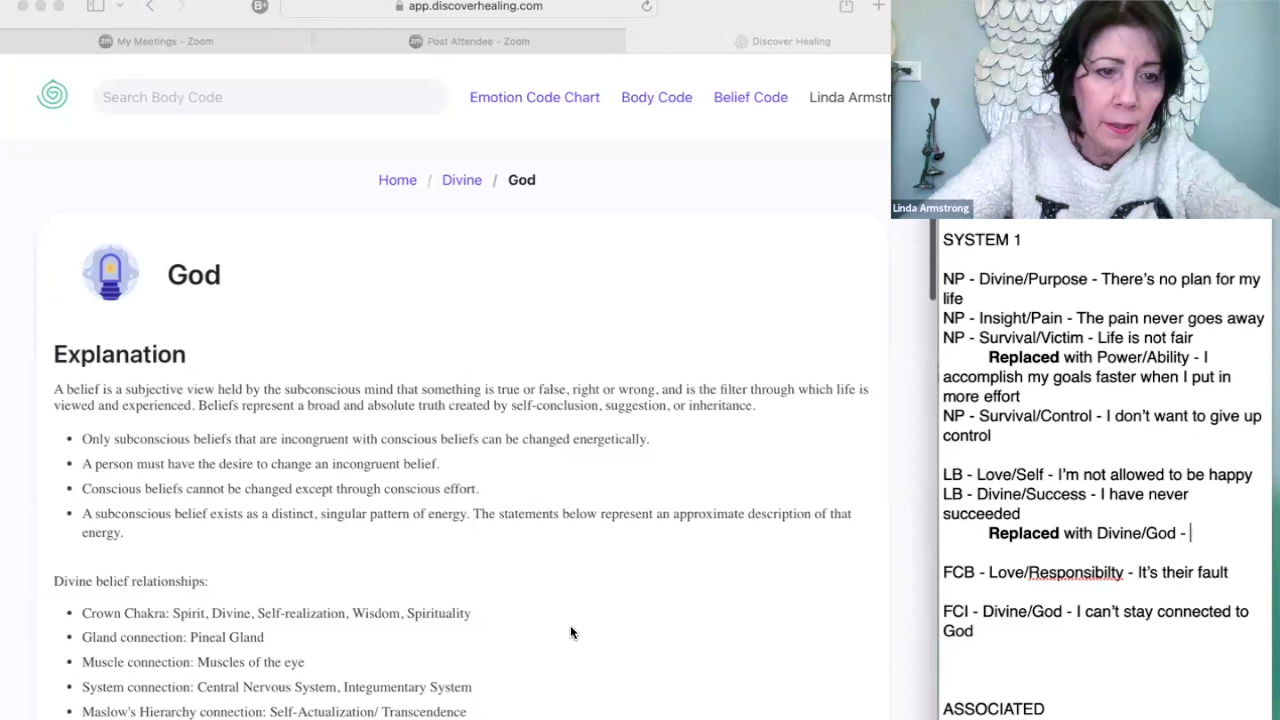 B+
app.discoverhealing.com
zm My Meetings - Zoom
zm Post Attendee - Zoom
Discover Healing
Search Body Code
Emotion Code Chart
Body Code
Belief Code
Linda Armstr
Home / Divine / God
God
Explanation
A belief is a subjective view held by the subconscious mind that something is true or false, right or wrong, and is the filter through which life is
viewed and experienced. Beliefs represent a broad and absolute truth created by self-conclusion, suggestion, or inheritance.
• Only subconscious beliefs that are incongruent with conscious beliefs can be changed energetically.
• A person must have the desire to change an incongruent belief.
• Conscious beliefs cannot be changed except through conscious effort.
• A subconscious belief exists as a distinct, singular pattern of energy. The statements below represent an approximate description of that
energy.
Divine belief relationships:
• Crown Chakra: Spirit, Divine, Self-realization, Wisdom, Spirituality
• Gland connection: Pineal Gland
• Muscle connection: Muscles of the eye
• System connection: Central Nervous System, Integumentary System
• Maslow's Hierarchy connection: Self-Actualization/ Transcendence
Linda Armstrong
SYSTEM 1
NP - Divine/Purpose - There's no plan for my
life
NP - Insight/Pain - The pain never goes away
NP - Survival/Victim - Life is not fair
Replaced with Power/Ability - I
accomplish my goals faster when I put in
more effort
NP - Survival/Control - I don't want to give up
control
LB - Love/Self - I'm not allowed to be happy
LB - Divine/Success - I have never
succeeded
Replaced with Divine/God -
FCB - Love/Responsibilty - It's their fault
FCI - Divine/God - I can't stay connected to
God
ASSOCIATED